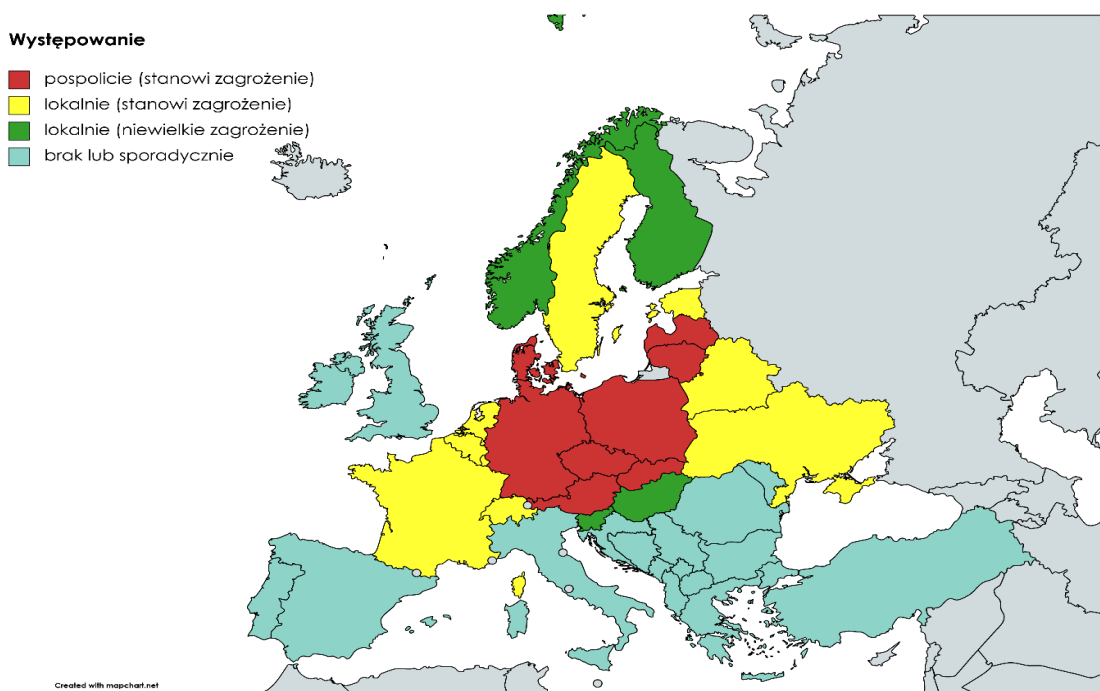 Występowanie
pospolicie (stanowi zagrożenie)
lokalnie (stanowi zagrożenie)
lokalnie (niewielkie zagrożenie)
brak lub sporadycznie
Created with mapchart.net